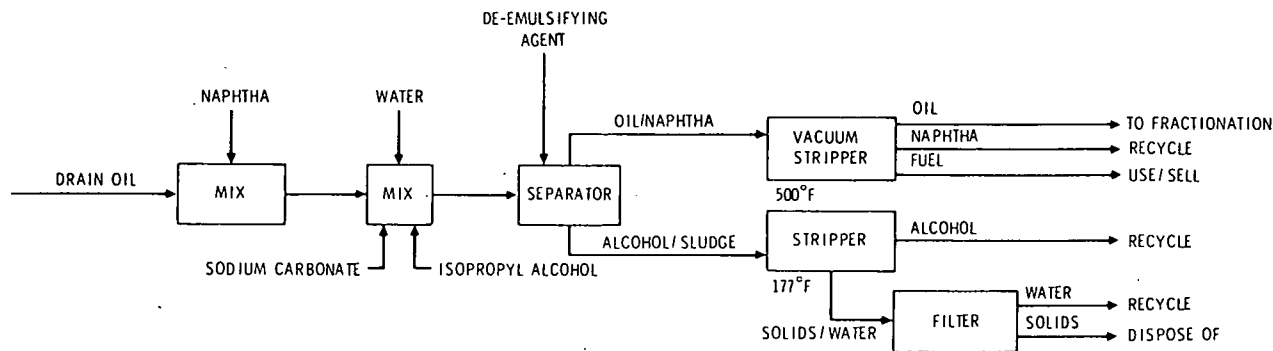 DE-EMULSIFYING
AGENT
NAPHTHA
WATER
OIL/NAPHTHA
OIL
NAPHTHA
FUEL
TO FRACTIONATION
RECYCLE
USE/SELL
VACUUM
STRIPPER
500°F
DRAIN OIL
MIX
MIX
SEPARATOR
ALCOHOL/SLUDGE
STRIPPER
177°F
ALCOHOL
RECYCLE
SODIUM CARBONATE
ISOPROPYL ALCOHOL
SOLIDS/WATER
FILTER
WATER
SOLIDS
RECYCLE
DISPOSE OF